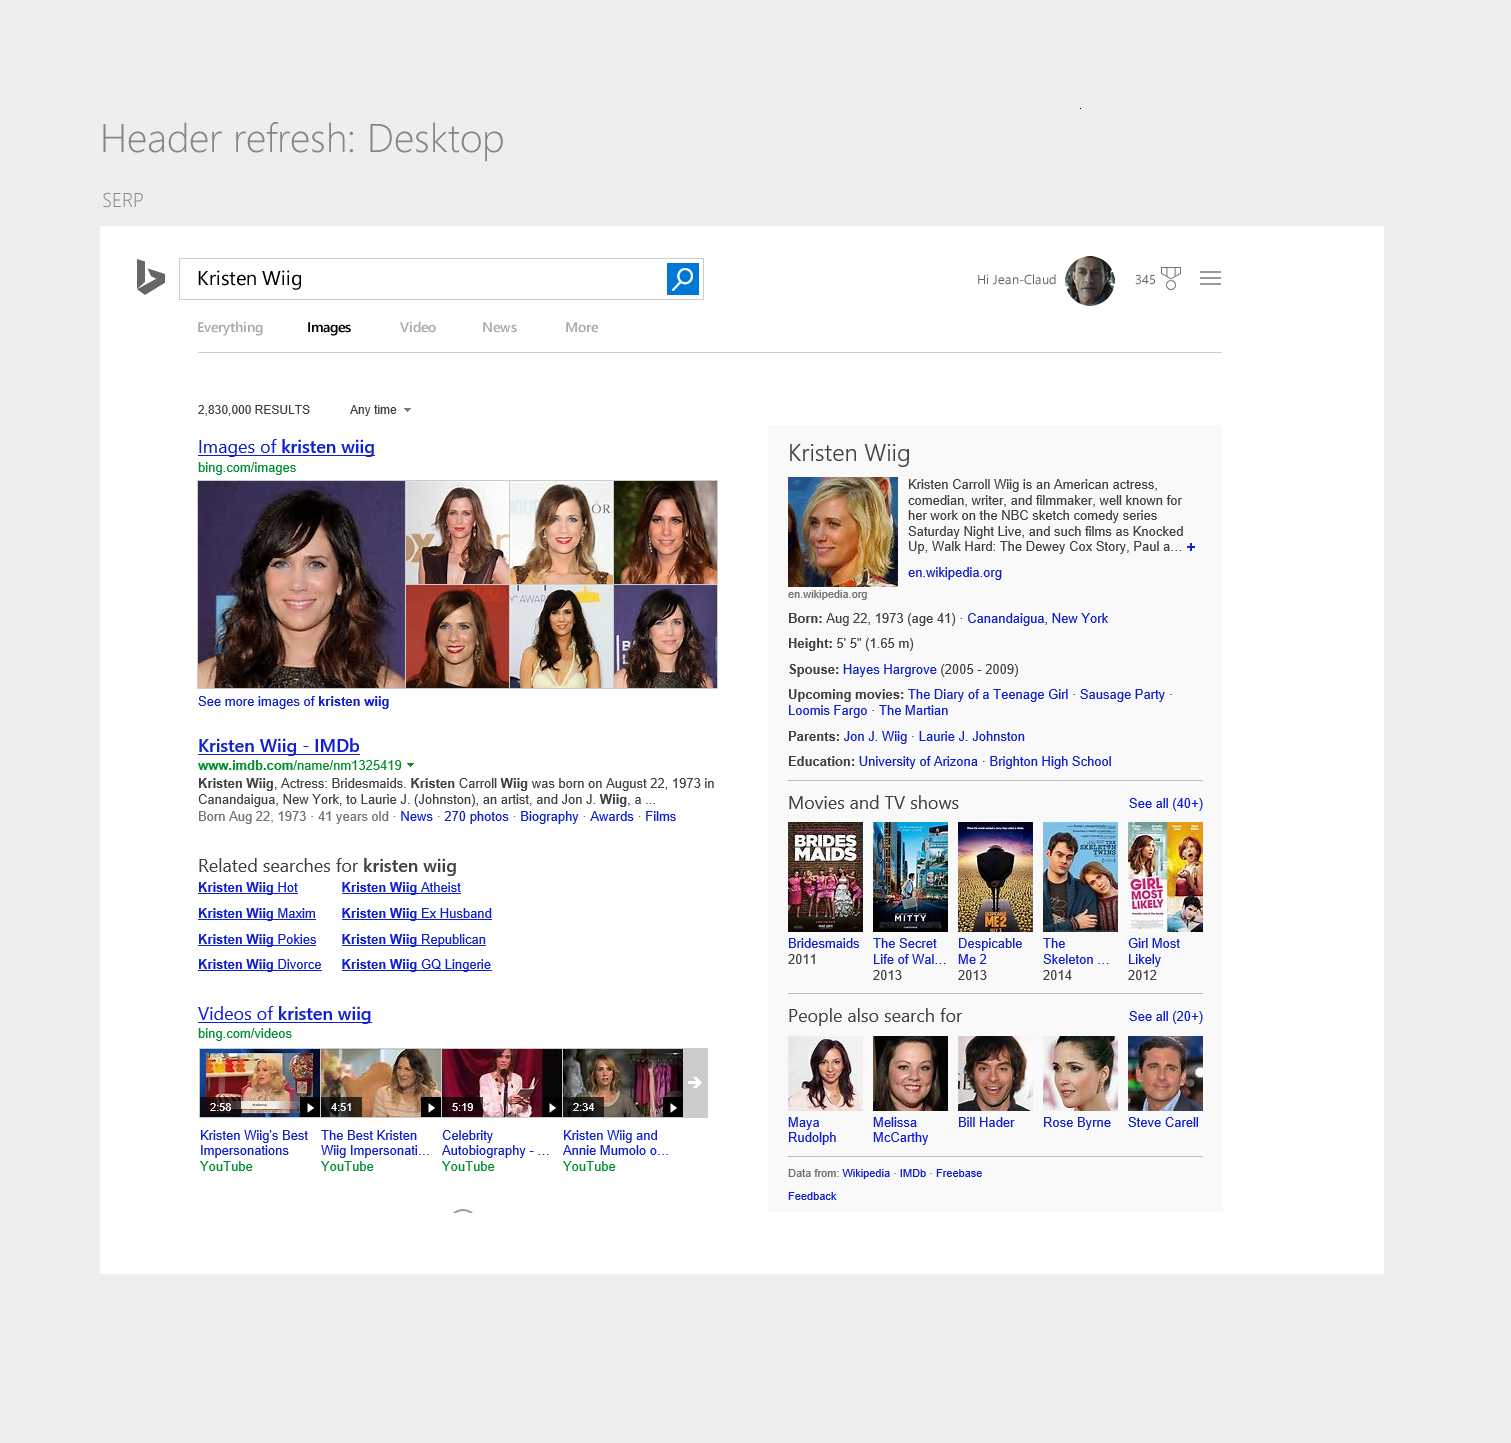 Header refresh: Desktop
SERP
Kristen Wiig
Hi Jean-Claud
345
Everything Images Video News More
2,830,000 RESULTS Any time
Images of kristen wiig
bing.com/images
See more images of kristen wiig
Kristen Wiig - IMDb
www.imdb.com/name/nm1325419
Kristen Wiig, Actress: Bridesmaids. Kristen Carroll Wiig was born on August 22, 1973 in
Canandaigua, New York, to Laurie J. (Johnston), an artist, and Jon J. Wiig, a ...
Born Aug 22, 1973 · 41 years old · News · 270 photos · Biography · Awards · Films
Related searches for kristen wiig
Kristen Wiig Hot Kristen Wiig Atheist
Kristen Wiig Maxim Kristen Wiig Ex Husband
Kristen Wiig Pokies Kristen Wiig Republican
Kristen Wiig Divorce Kristen Wiig GQ Lingerie
Videos of kristen wiig
bing.com/videos
2:58 4:51 5:19 2:34
Kristen Wiig's Best Impersonations
YouTube
The Best Kristen Wiig Impersonati...
YouTube
Celebrity Autobiography - ...
YouTube
Kristen Wiig and Annie Mumolo o...
YouTube
Kristen Wiig
Kristen Carroll Wiig is an American actress,
comedian, writer, and filmmaker, well known for
her work on the NBC sketch comedy series
Saturday Night Live, and such films as Knocked
Up, Walk Hard: The Dewey Cox Story, Paul a... +
en.wikipedia.org
en.wikipedia.org
Born: Aug 22, 1973 (age 41) · Canandaigua, New York
Height: 5' 5" (1.65 m)
Spouse: Hayes Hargrove (2005 - 2009)
Upcoming movies: The Diary of a Teenage Girl · Sausage Party ·
Loomis Fargo · The Martian
Parents: Jon J. Wiig · Laurie J. Johnston
Education: University of Arizona · Brighton High School
Movies and TV shows See all (40+)
BRIDES
MAIDS
MITTY
DESPICABLE
ME 2
THE
SKELETON
TWINS
GIRL
MOST
LIKELY
Bridesmaids
2011
The Secret
Life of Wal...
2013
Despicable
Me 2
2013
The
Skeleton ...
2014
Girl Most
Likely
2012
People also search for See all (20+)
Maya
Rudolph
Melissa
McCarthy
Bill Hader
Rose Byrne
Steve Carell
Data from: Wikipedia · IMDb · Freebase
Feedback